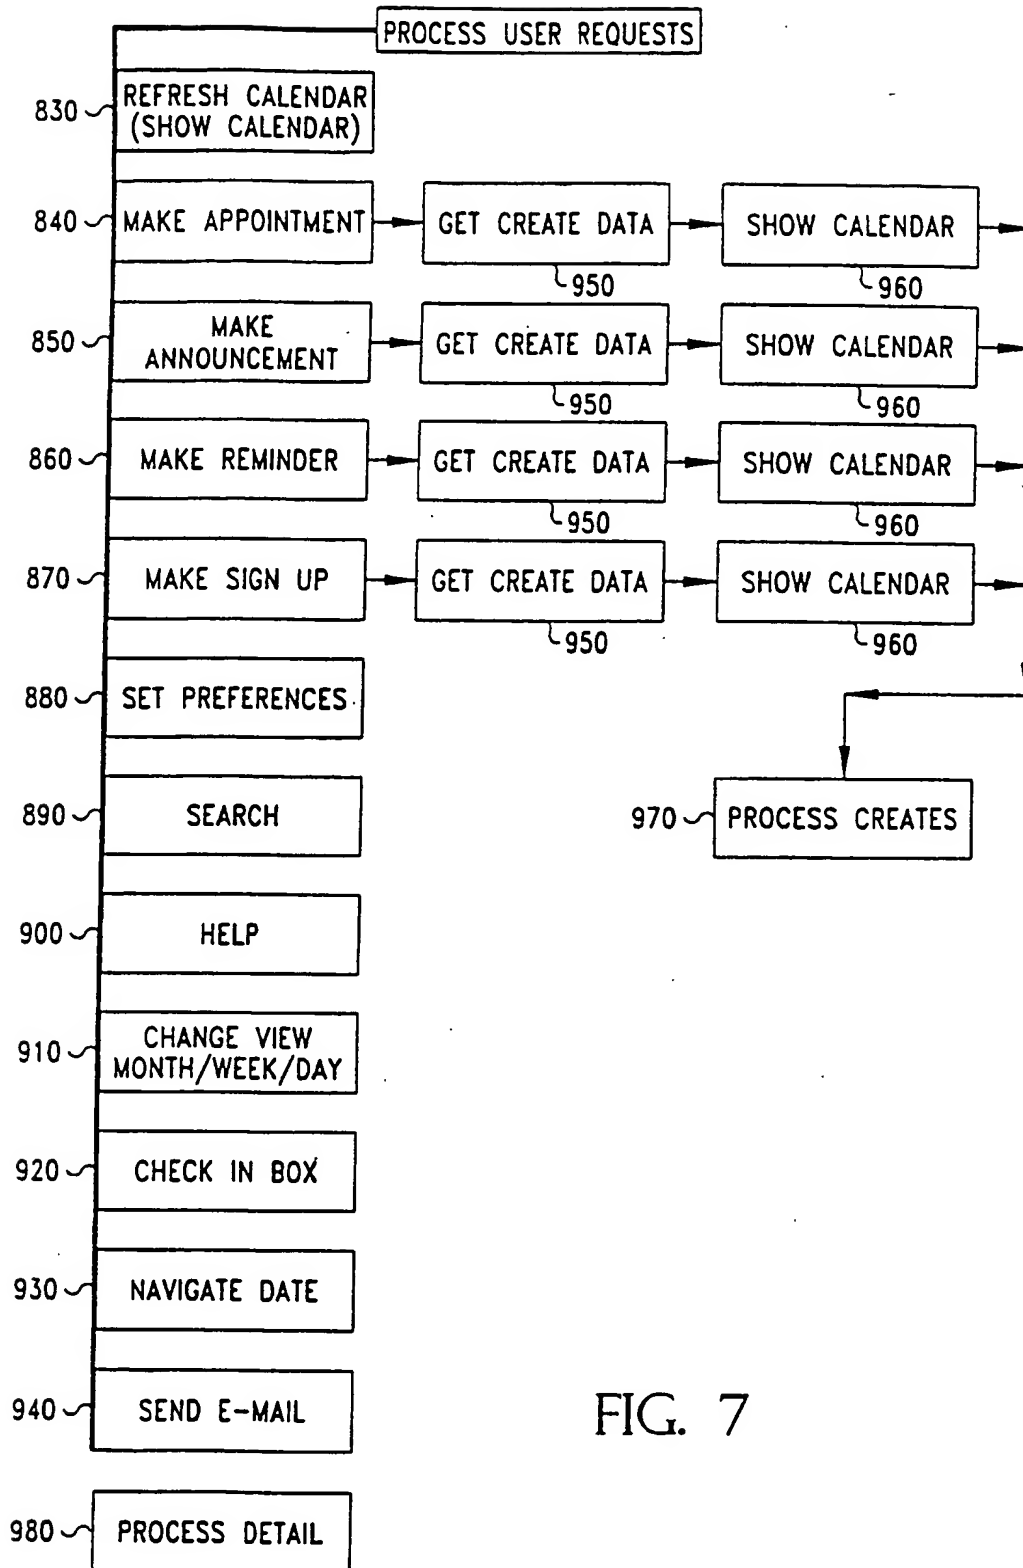 PROCESS USER REQUESTS
830
REFRESH CALENDAR
(SHOW CALENDAR)
840
MAKE APPOINTMENT
GET CREATE DATA
SHOW CALENDAR
950
960
850
MAKE
ANNOUNCEMENT
GET CREATE DATA
SHOW CALENDAR
950
960
860
MAKE REMINDER
GET CREATE DATA
SHOW CALENDAR
950
960
870
MAKE SIGN UP
GET CREATE DATA
SHOW CALENDAR
950
960
880
SET PREFERENCES
890
SEARCH
970
PROCESS CREATES
900
HELP
910
CHANGE VIEW
MONTH/WEEK/DAY
920
CHECK IN BOX
930
NAVIGATE DATE
940
SEND E-MAIL
FIG. 7
980
PROCESS DETAIL